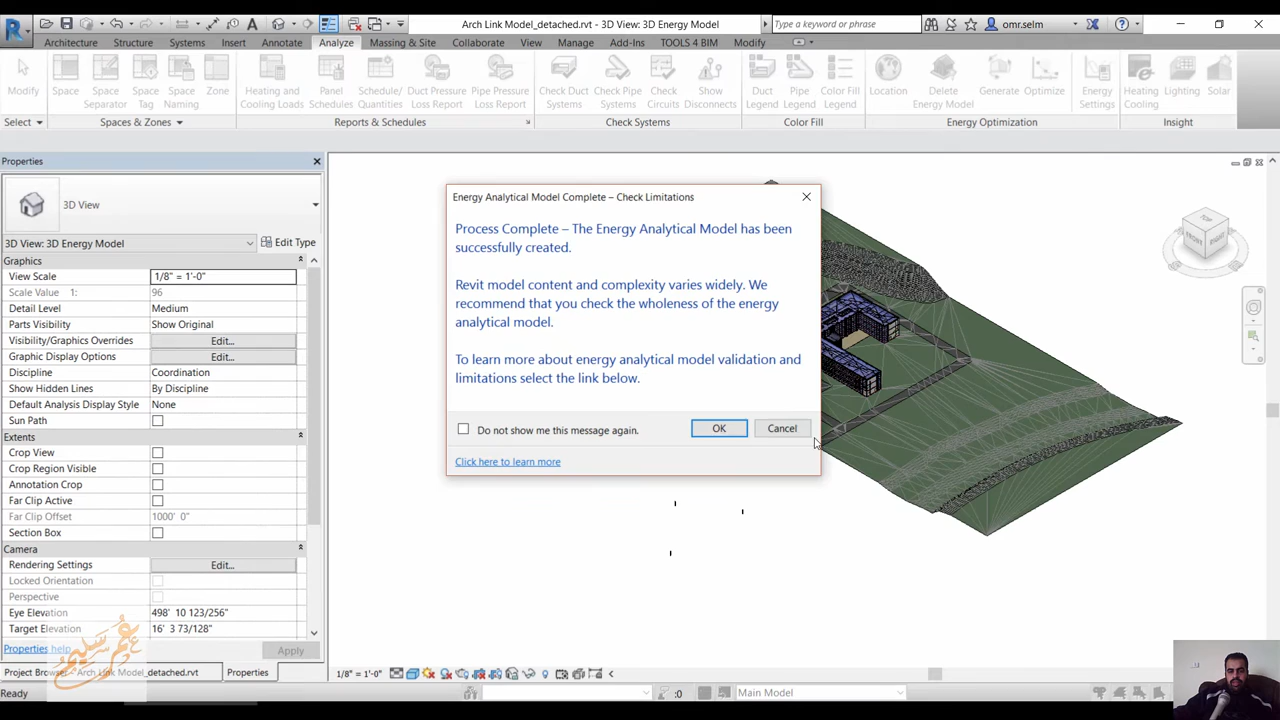 Arch Link Model_detached.rvt - 3D View: 3D Energy Model
Type a keyword or phrase
omr.selm
Architecture Structure Systems Insert Annotate Analyze Massing & Site Collaborate View Manage Add-Ins TOOLS 4 BIM Modify
Modify
Space
Space Separator
Space Tag
Space Naming
Zone
Heating and Cooling Loads
Panel Schedules
Schedule/ Quantities
Duct Pressure Loss Report
Pipe Pressure Loss Report
Check Duct Systems
Check Pipe Systems
Check Circuits
Show Disconnects
Duct Legend
Pipe Legend
Color Fill Legend
Location
Delete Energy Model
Generate
Optimize
Energy Settings
Heating Cooling
Lighting
Solar
Select
Spaces & Zones
Reports & Schedules
Check Systems
Color Fill
Energy Optimization
Insight
Properties
3D View
3D View: 3D Energy Model Edit Type
Graphics
View Scale 1/8" = 1'-0"
Scale Value 1: 96
Detail Level Medium
Parts Visibility Show Original
Visibility/Graphics Overrides Edit...
Graphic Display Options Edit...
Discipline Coordination
Show Hidden Lines By Discipline
Default Analysis Display Style None
Sun Path
Extents
Crop View
Crop Region Visible
Annotation Crop
Far Clip Active
Far Clip Offset 1000' 0"
Section Box
Camera
Rendering Settings Edit...
Locked Orientation
Perspective
Eye Elevation 498' 10 123/256"
Target Elevation 16' 3 73/128"
Properties help
Apply
عمر سليم
Project Browser - Arch Link Model_detached.rvt Properties
Ready
Energy Analytical Model Complete – Check Limitations
Process Complete – The Energy Analytical Model has been
successfully created.
Revit model content and complexity varies widely. We
recommend that you check the wholeness of the energy
analytical model.
To learn more about energy analytical model validation and
limitations select the link below.
Do not show me this message again.
OK
Cancel
Click here to learn more
TOP
FRONT
RIGHT
1/8" = 1'-0"
:0
Main Model